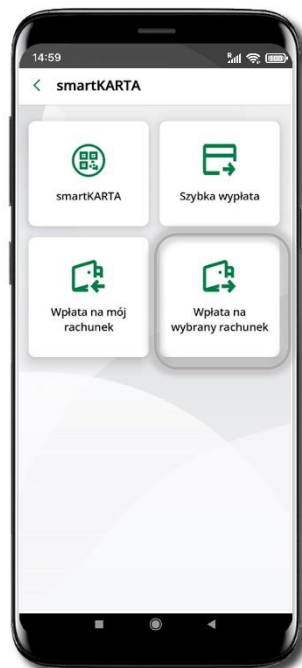 14:59
smartKARTA
smartKARTA
Szybka wypłata
Wpłata na mój
rachunek
Wpłata na
wybrany rachunek